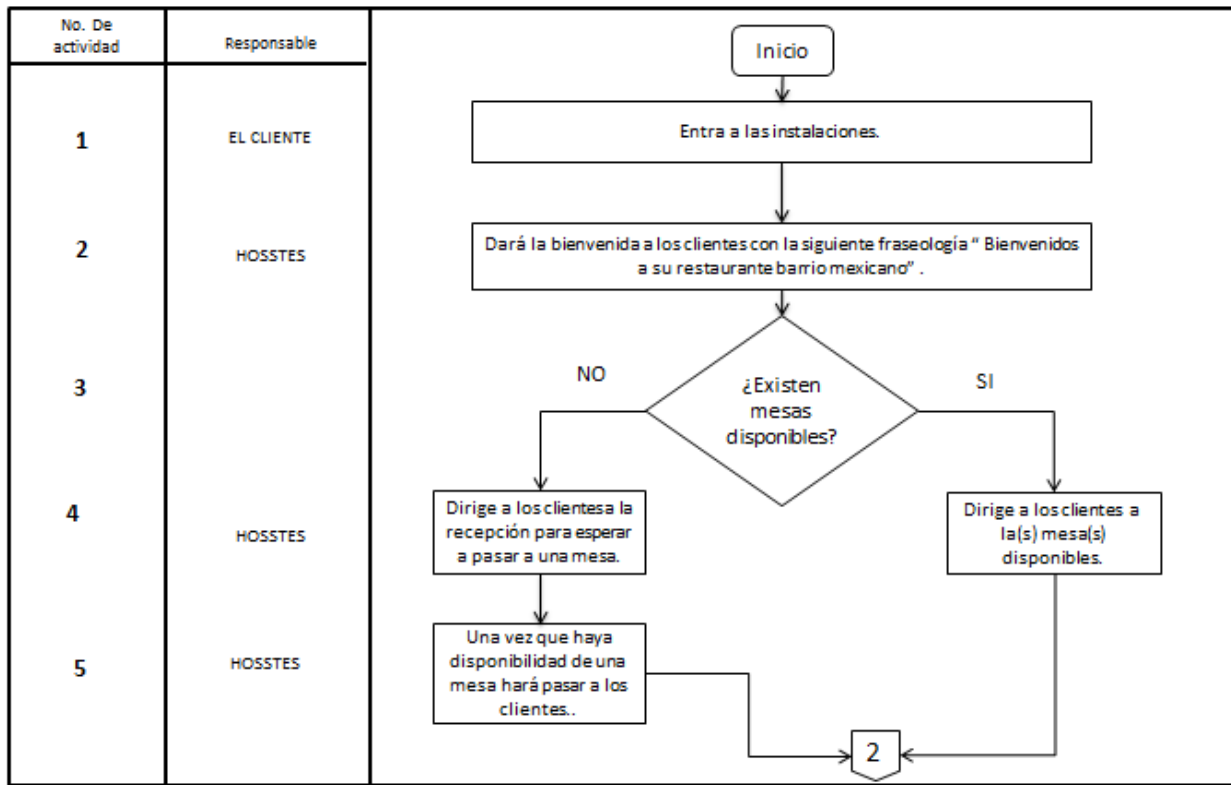 No. De
actividad
Responsable
Inicio
1
EL CLIENTE
Entra a las instalaciones.
2
HOSSTES
Dará la bienvenida a los clientes con la siguiente fraseología “ Bienvenidos
a su restaurante barrio mexicano” .
3
¿Existen
mesas
disponibles?
NO
SI
4
HOSSTES
Dirige a los clientesa la
recepción para esperar
a pasar a una mesa.
Dirige a los clientes a
la(s) mesa(s)
disponibles.
5
HOSSTES
Una vez que haya
disponibilidad de una
mesa hará pasar a los
clientes..
2